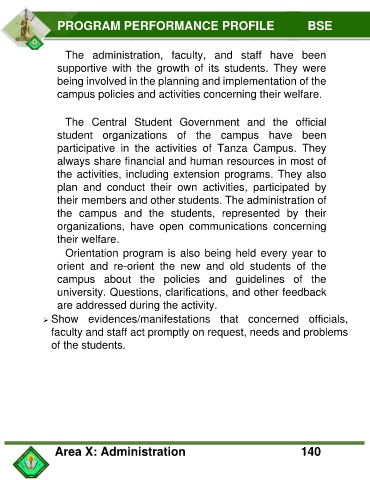 PROGRAM PERFORMANCE PROFILE BSE
The administration, faculty, and staff have been
supportive with the growth of its students. They were
being involved in the planning and implementation of the
campus policies and activities concerning their welfare.
The Central Student Government and the official
student organizations of the campus have been
participative in the activities of Tanza Campus. They
always share financial and human resources in most of
the activities, including extension programs. They also
plan and conduct their own activities, participated by
their members and other students. The administration of
the campus and the students, represented by their
organizations, have open communications concerning
their welfare.
Orientation program is also being held every year to
orient and re-orient the new and old students of the
campus about the policies and guidelines of the
university. Questions, clarifications, and other feedback
are addressed during the activity.
➢ Show evidences/manifestations that concerned officials,
faculty and staff act promptly on request, needs and problems
of the students.
Area X: Administration 140